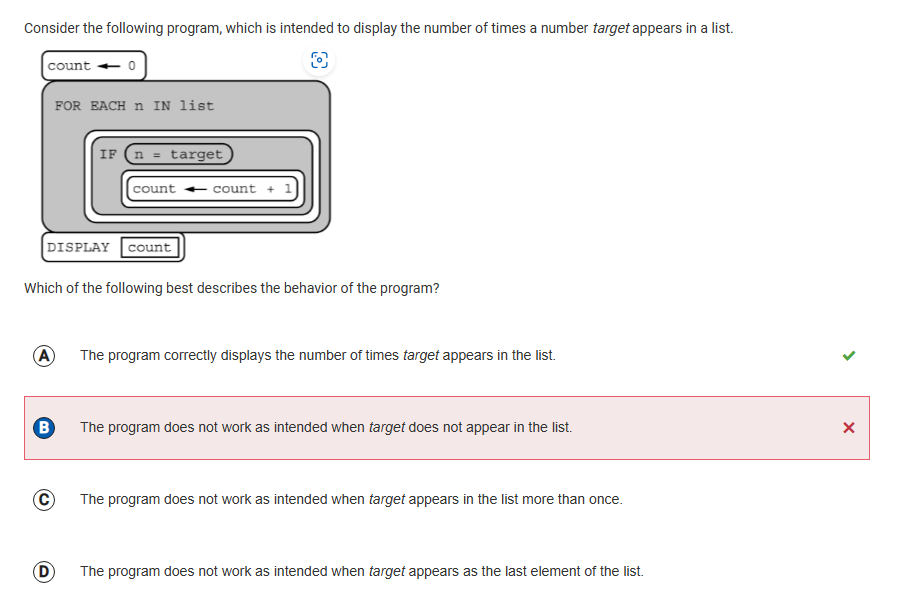 Consider the following program, which is intended to display the number of times a number target appears in a list.
count ← 0
FOR EACH n IN list
IF n = target
count ← count + 1
DISPLAY count
Which of the following best describes the behavior of the program?
A The program correctly displays the number of times target appears in the list.
B The program does not work as intended when target does not appear in the list.
C The program does not work as intended when target appears in the list more than once.
D The program does not work as intended when target appears as the last element of the list.